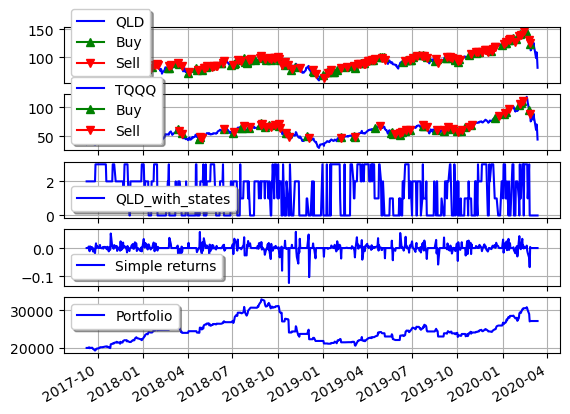 150
100
QLD
Buy
Sell
100
50
TQQQ
Buy
Sell
2
0
QLD_with_states
0.0
−0.1
Simple returns
30000
20000
Portfolio
2017-10
2018-01
2018-04
2018-07
2018-10
2019-01
2019-04
2019-07
2019-10
2020-01
2020-04